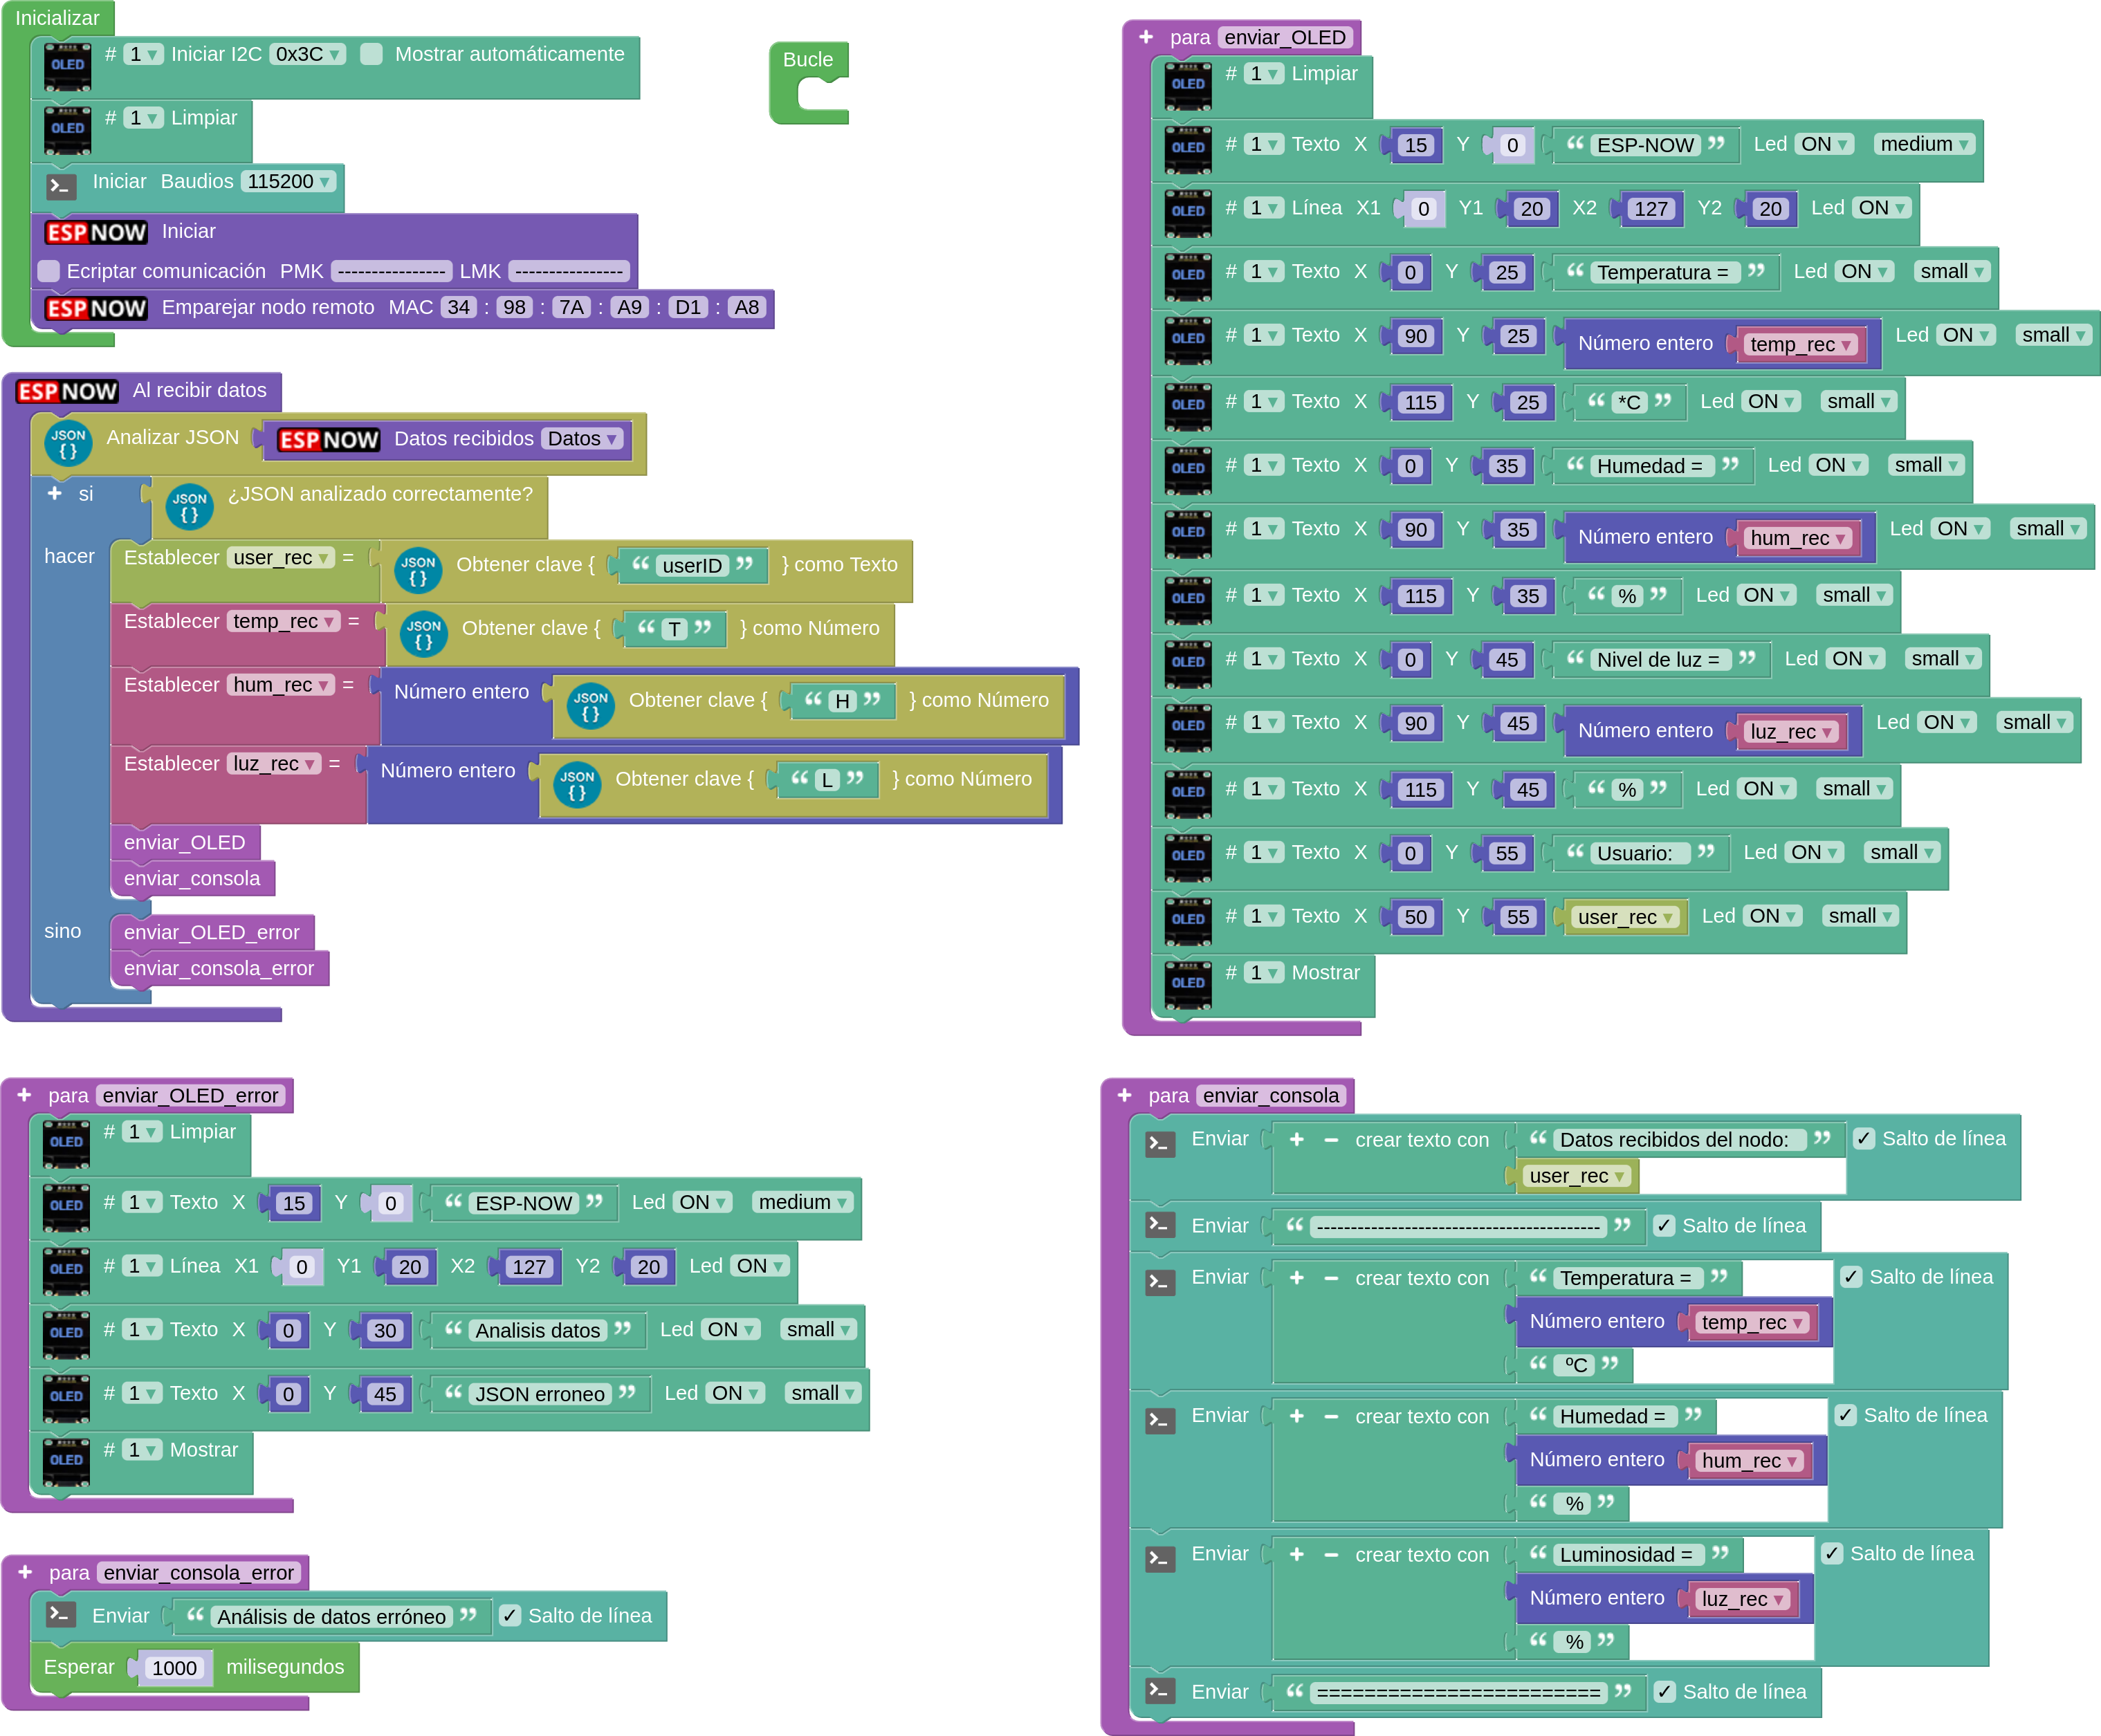 Inicializar
OLED # 1 ▾ Iniciar I2C 0x3C ▾ Mostrar automáticamente
OLED # 1 ▾ Limpiar
>_ Iniciar Baudios 115200 ▾
ESPNOW Iniciar
Ecriptar comunicación PMK ---------------- LMK ----------------
ESPNOW Emparejar nodo remoto MAC 34 : 98 : 7A : A9 : D1 : A8
Bucle
ESPNOW Al recibir datos
JSON { } Analizar JSON ESPNOW Datos recibidos Datos ▾
+ si JSON { } ¿JSON analizado correctamente?
hacer Establecer user_rec ▾ = JSON { } Obtener clave { “ userID ” } como Texto
Establecer temp_rec ▾ = JSON { } Obtener clave { “ T ” } como Número
Establecer hum_rec ▾ = Número entero JSON { } Obtener clave { “ H ” } como Número
Establecer luz_rec ▾ = Número entero JSON { } Obtener clave { “ L ” } como Número
enviar_OLED
enviar_consola
sino enviar_OLED_error
enviar_consola_error
+ para enviar_OLED
OLED # 1 ▾ Limpiar
OLED # 1 ▾ Texto X 15 Y 0 “ ESP-NOW ” Led ON ▾ medium ▾
OLED # 1 ▾ Línea X1 0 Y1 20 X2 127 Y2 20 Led ON ▾
OLED # 1 ▾ Texto X 0 Y 25 “ Temperatura = ” Led ON ▾ small ▾
OLED # 1 ▾ Texto X 90 Y 25 Número entero temp_rec ▾ Led ON ▾ small ▾
OLED # 1 ▾ Texto X 115 Y 25 “ *C ” Led ON ▾ small ▾
OLED # 1 ▾ Texto X 0 Y 35 “ Humedad = ” Led ON ▾ small ▾
OLED # 1 ▾ Texto X 90 Y 35 Número entero hum_rec ▾ Led ON ▾ small ▾
OLED # 1 ▾ Texto X 115 Y 35 “ % ” Led ON ▾ small ▾
OLED # 1 ▾ Texto X 0 Y 45 “ Nivel de luz = ” Led ON ▾ small ▾
OLED # 1 ▾ Texto X 90 Y 45 Número entero luz_rec ▾ Led ON ▾ small ▾
OLED # 1 ▾ Texto X 115 Y 45 “ % ” Led ON ▾ small ▾
OLED # 1 ▾ Texto X 0 Y 55 “ Usuario: ” Led ON ▾ small ▾
OLED # 1 ▾ Texto X 50 Y 55 user_rec ▾ Led ON ▾ small ▾
OLED # 1 ▾ Mostrar
+ para enviar_OLED_error
OLED # 1 ▾ Limpiar
OLED # 1 ▾ Texto X 15 Y 0 “ ESP-NOW ” Led ON ▾ medium ▾
OLED # 1 ▾ Línea X1 0 Y1 20 X2 127 Y2 20 Led ON ▾
OLED # 1 ▾ Texto X 0 Y 30 “ Analisis datos ” Led ON ▾ small ▾
OLED # 1 ▾ Texto X 0 Y 45 “ JSON erroneo ” Led ON ▾ small ▾
OLED # 1 ▾ Mostrar
+ para enviar_consola_error
>_ Enviar “ Análisis de datos erróneo ” ✓ Salto de línea
Esperar 1000 milisegundos
+ para enviar_consola
>_ Enviar + − crear texto con “ Datos recibidos del nodo: ” ✓ Salto de línea
user_rec ▾
>_ Enviar “ ------------------------------------------ ” ✓ Salto de línea
>_ Enviar + − crear texto con “ Temperatura = ” ✓ Salto de línea
Número entero temp_rec ▾
“ ºC ”
>_ Enviar + − crear texto con “ Humedad = ” ✓ Salto de línea
Número entero hum_rec ▾
“ % ”
>_ Enviar + − crear texto con “ Luminosidad = ” ✓ Salto de línea
Número entero luz_rec ▾
“ % ”
>_ Enviar “ ======================== ” ✓ Salto de línea